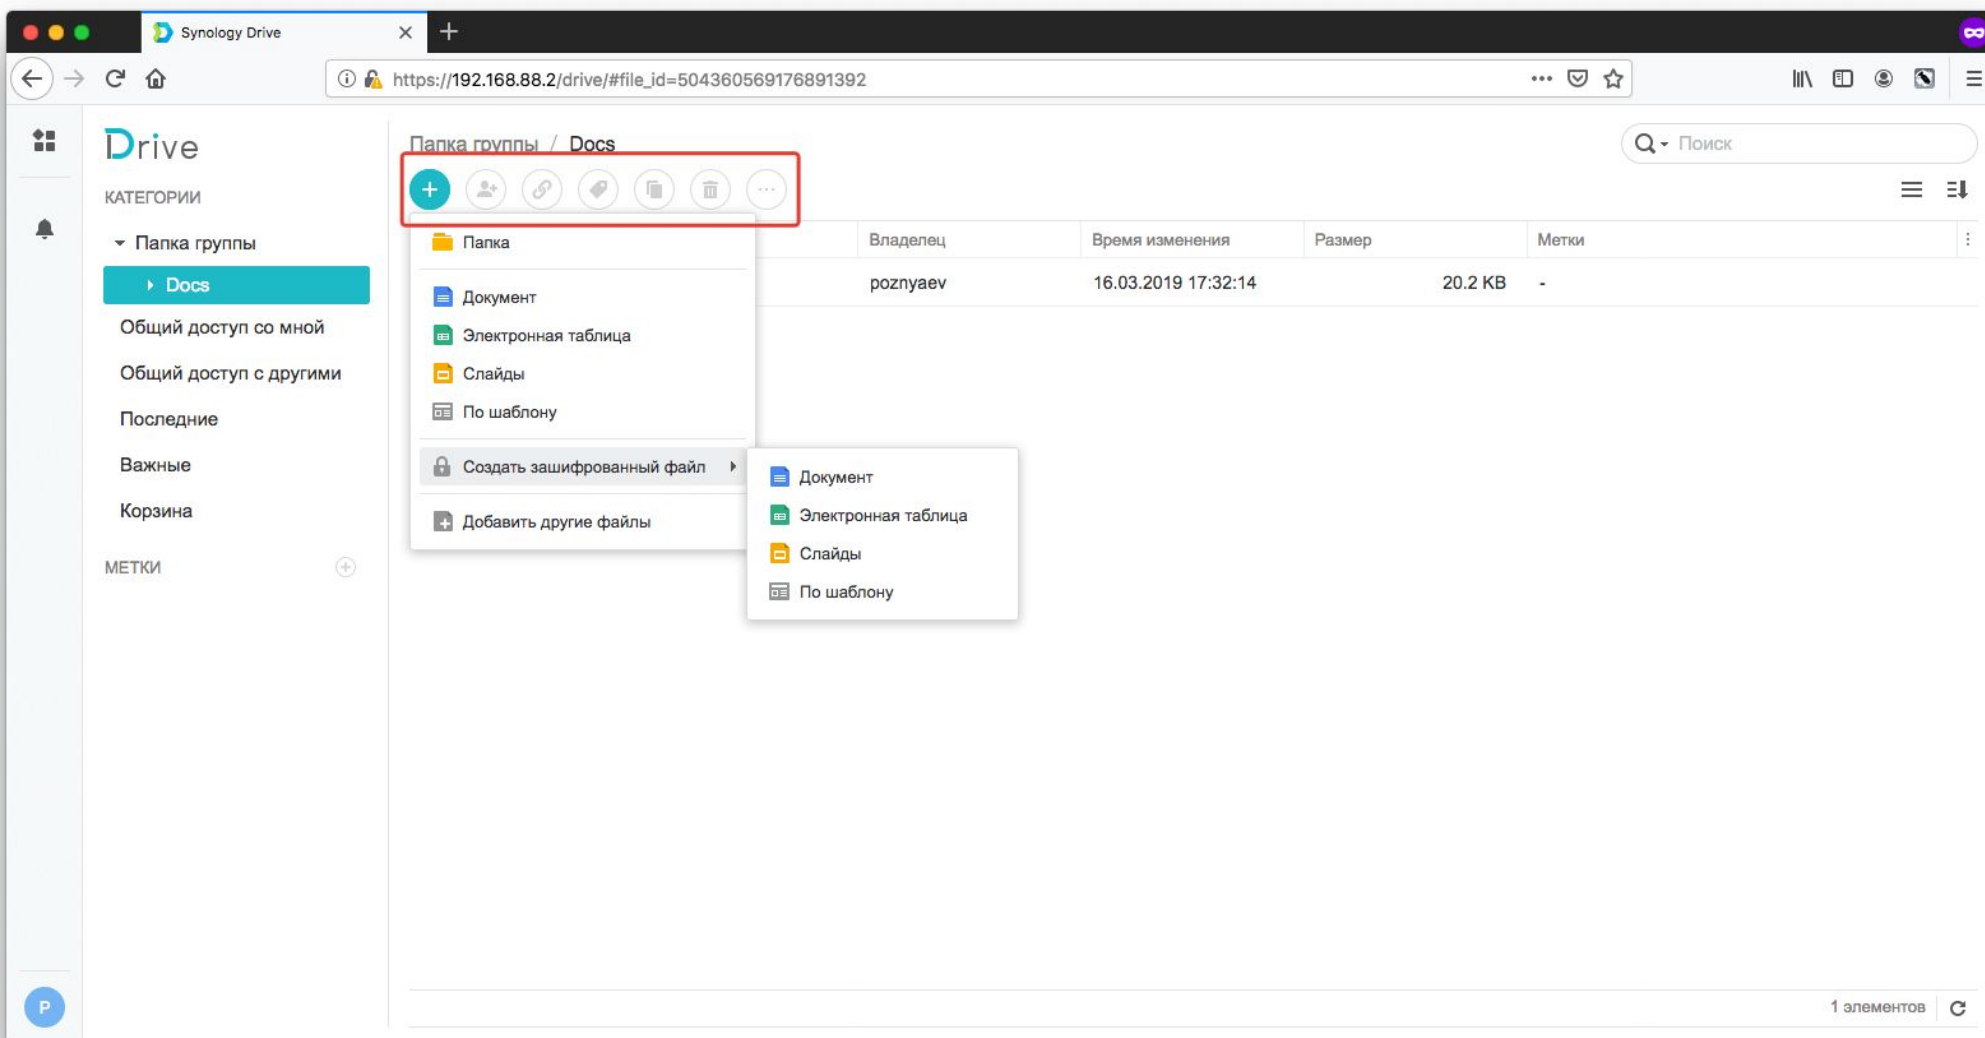 Synology Drive
https://192.168.88.2/drive/#file_id=504360569176891392
Drive
Папка группы / Docs
Поиск
КАТЕГОРИИ
Папка группы
Docs
Общий доступ со мной
Общий доступ с другими
Последние
Важные
Корзина
МЕТКИ
Владелец Время изменения Размер Метки
poznyaev 16.03.2019 17:32:14 20.2 KB -
Папка
Документ
Электронная таблица
Слайды
По шаблону
Создать зашифрованный файл
Добавить другие файлы
Документ
Электронная таблица
Слайды
По шаблону
P
1 элементов